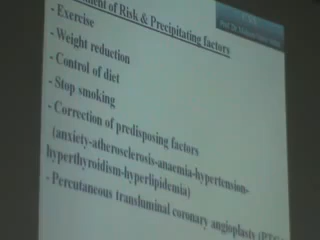 of Risk & Precipitating factors
- Exercise
- Weight reduction
- Control of diet
- Stop smoking
- Correction of predisposing factors
(anxiety-atherosclerosis-anaemia-hypertension-
hyperthyroidism-hyperlipidemia)
- Percutaneous transluminal coronary angioplasty